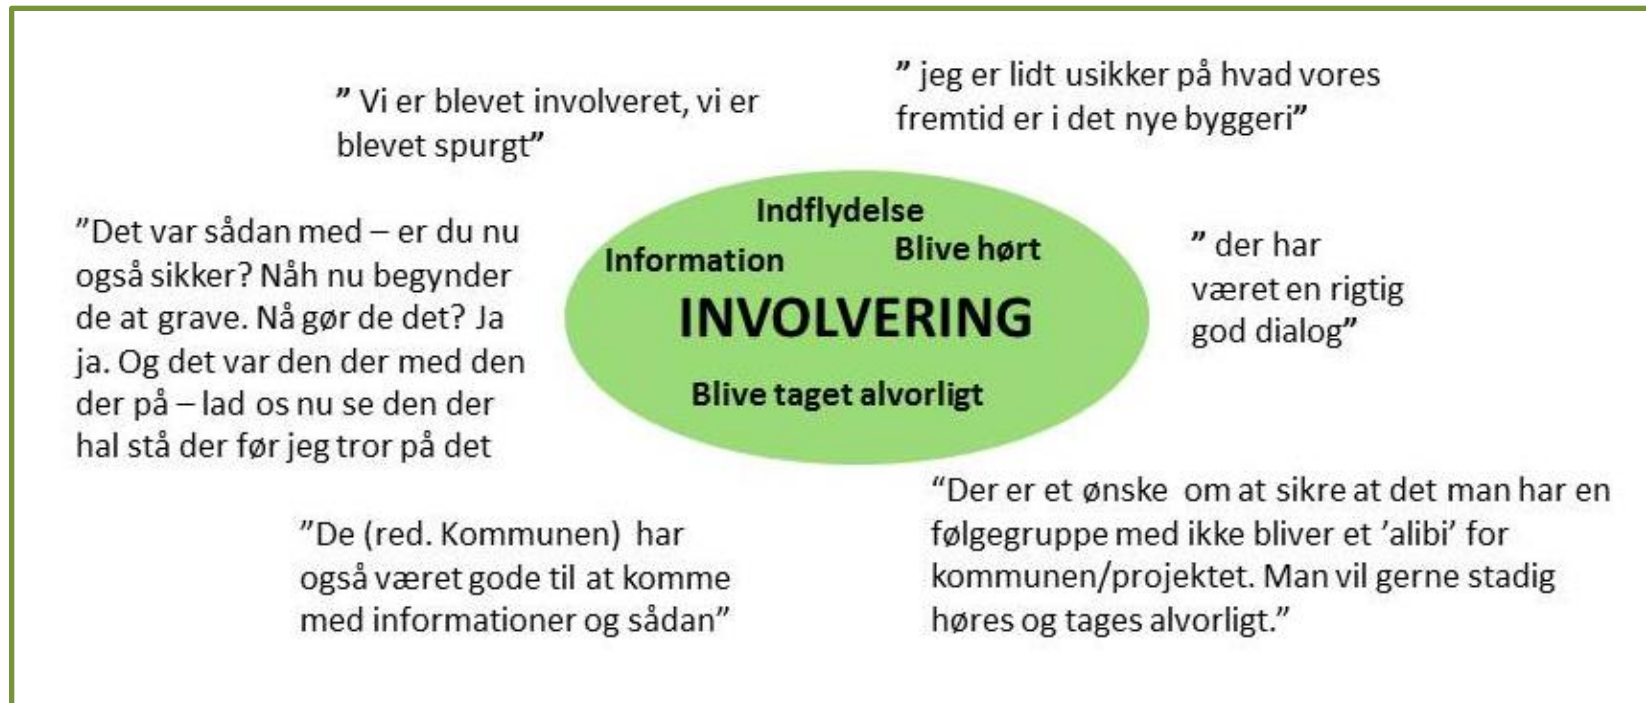 ” Vi er blevet involveret, vi er
blevet spurgt”
” jeg er lidt usikker på hvad vores
fremtid er i det nye byggeri”
”Det var sådan med – er du nu
også sikker? Nåh nu begynder
de at grave. Nå gør de det? Ja
ja. Og det var den der med den
der på – lad os nu se den der
hal stå der før jeg tror på det
Indflydelse
Information
Blive hørt
INVOLVERING
Blive taget alvorligt
” der har
været en rigtig
god dialog”
”De (red. Kommunen) har
også været gode til at komme
med informationer og sådan”
“Der er et ønske om at sikre at det man har en
følgegruppe med ikke bliver et ’alibi’ for
kommunen/projektet. Man vil gerne stadig
høres og tages alvorligt.”